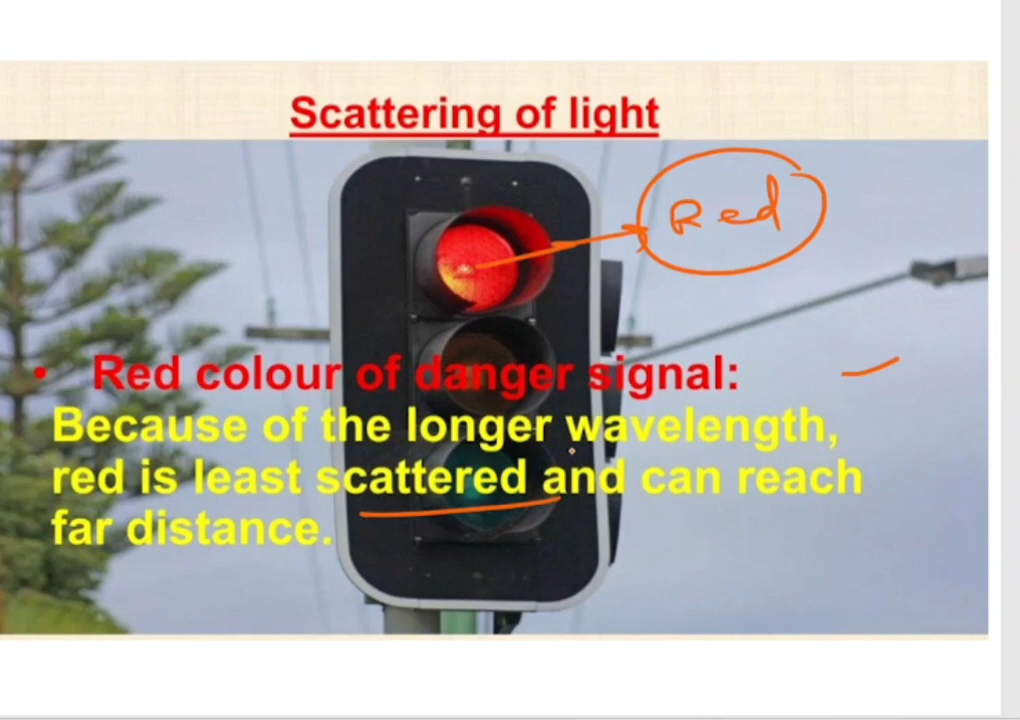 Scattering of light
Red
• Red colour of danger signal:
Because of the longer wavelength,
red is least scattered and can reach
far distance.